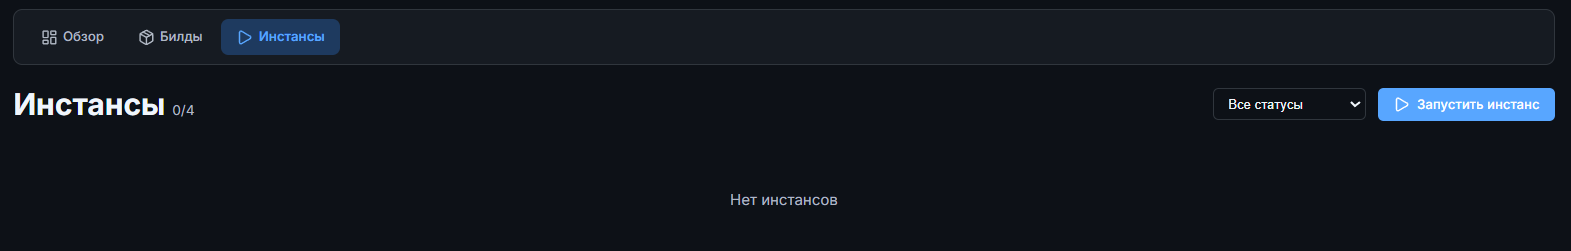 Обзор Билды Инстансы
Инстансы 0/4 Все статусы Запустить инстанс
Нет инстансов